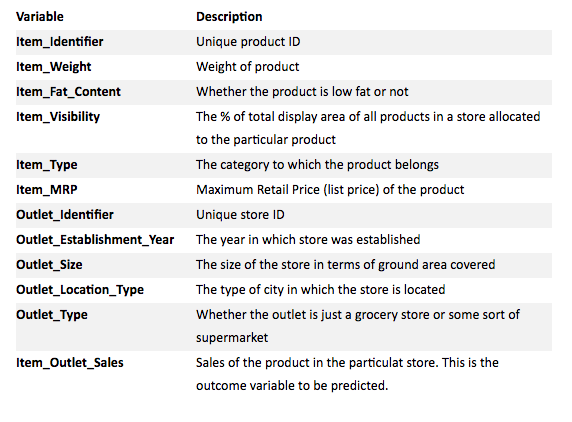 Variable Description
Item_Identifier Unique product ID
Item_Weight Weight of product
Item_Fat_Content Whether the product is low fat or not
Item_Visibility The % of total display area of all products in a store allocated
to the particular product
Item_Type The category to which the product belongs
Item_MRP Maximum Retail Price (list price) of the product
Outlet_Identifier Unique store ID
Outlet_Establishment_Year The year in which store was established
Outlet_Size The size of the store in terms of ground area covered
Outlet_Location_Type The type of city in which the store is located
Outlet_Type Whether the outlet is just a grocery store or some sort of
supermarket
Item_Outlet_Sales Sales of the product in the particulat store. This is the
outcome variable to be predicted.